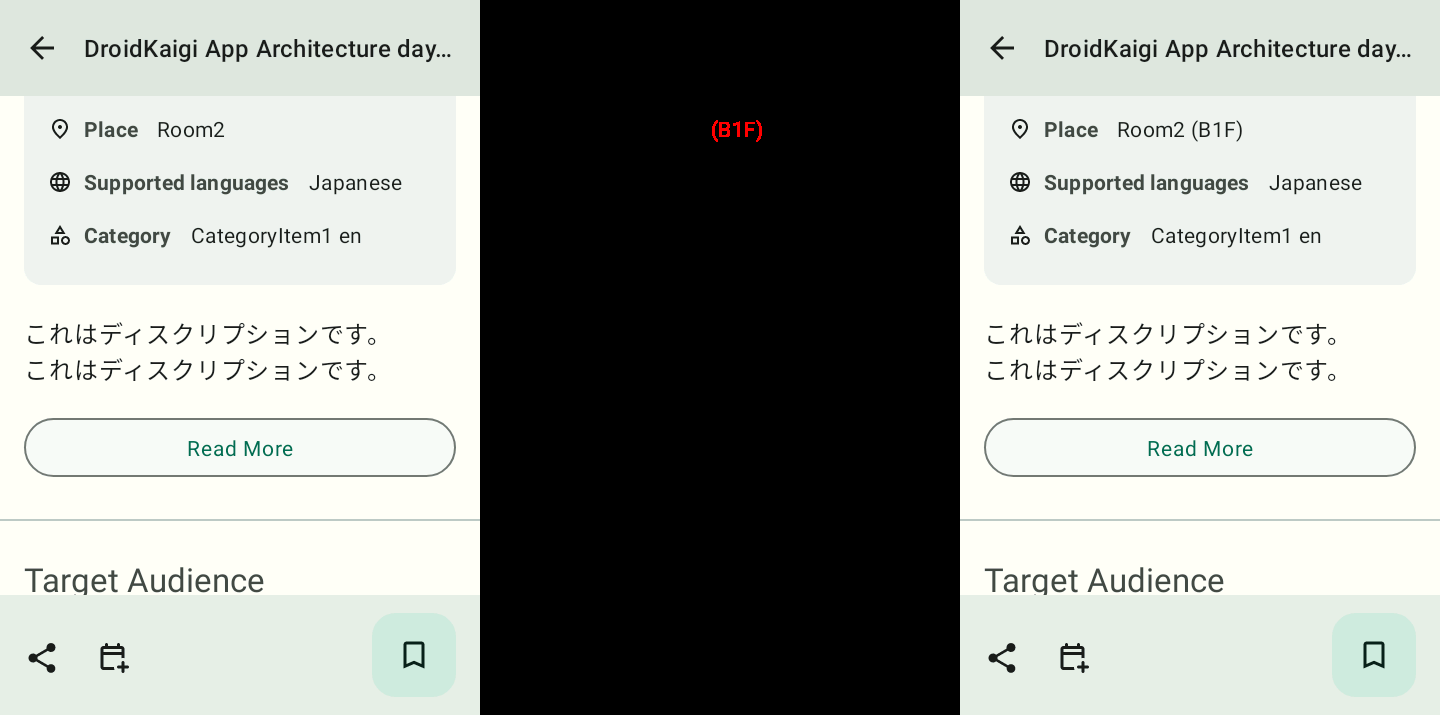 DroidKaigi App Architecture day…
Place Room2
Supported languages Japanese
Category CategoryItem1 en
これはディスクリプションです。
これはディスクリプションです。
Read More
Target Audience
(B1F)
DroidKaigi App Architecture day…
Place Room2 (B1F)
Supported languages Japanese
Category CategoryItem1 en
これはディスクリプションです。
これはディスクリプションです。
Read More
Target Audience